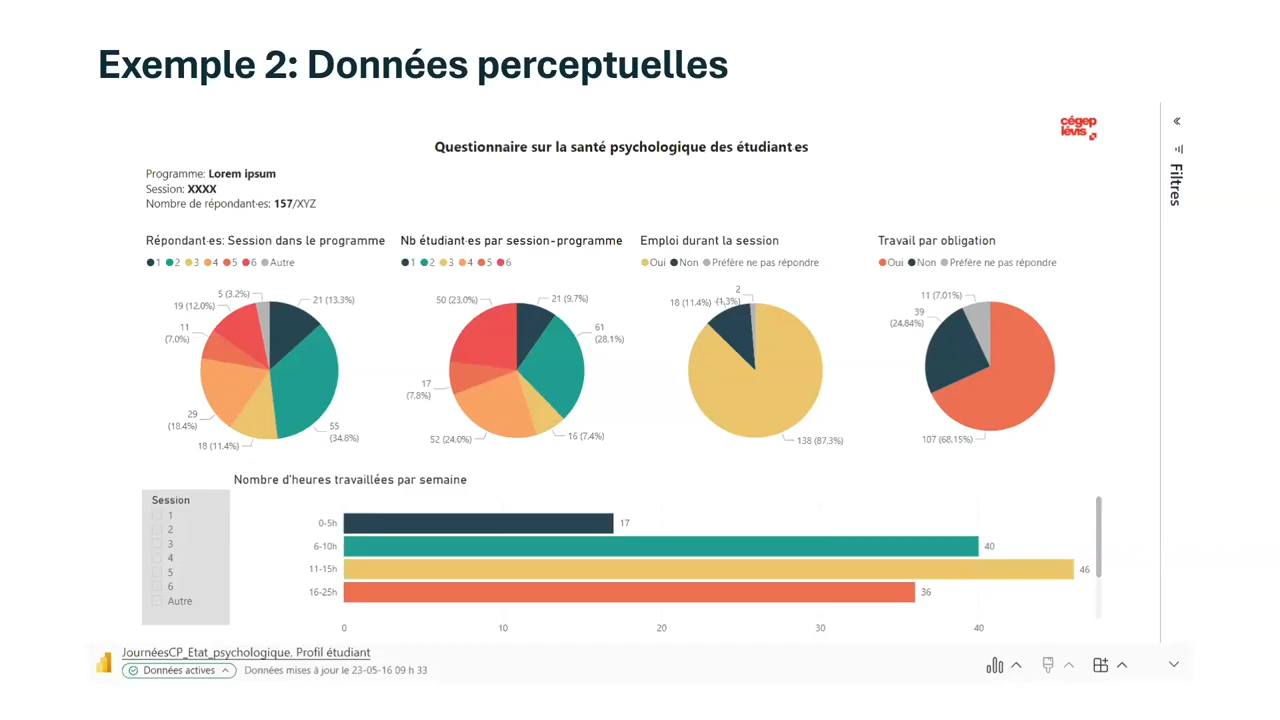 Exemple 2: Données perceptuelles
cégep
lévis
Questionnaire sur la santé psychologique des étudiant·es
Programme: Lorem ipsum
Session: XXXX
Nombre de répondant·es: 157/XYZ
Filtres
Répondant·es: Session dans le programme
1 2 3 4 5 6 Autre
5 (3.2%)
19 (12.0%)
21 (13.3%)
11
(7.0%)
29
(18.4%)
18 (11.4%)
55
(34.8%)
Nb étudiant·es par session-programme
1 2 3 4 5 6
50 (23,0%)
21 (9.7%)
61
(28.1%)
17
(7.8%)
52 (24.0%)
16 (7.4%)
Emploi durant la session
Oui Non Préfère ne pas répondre
2
(1.3%)
18 (11.4%)
138 (87.3%)
Travail par obligation
Oui Non Préfère ne pas répondre
11 (7,01%)
39
(24,84%)
107 (68,15%)
Nombre d'heures travaillées par semaine
Session
1
2
3
4
5
6
Autre
0-5h 17
6-10h 40
11-15h 46
16-25h 36
0 10 20 30 40
JournéesCP_Etat_psychologique, Profil étudiant
Données actives
Données mises à jour le 23-05-16 09 h 33